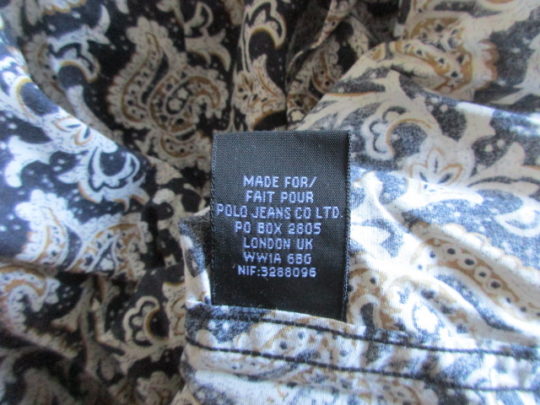 MADE FOR/
FAIT POUR
POLO JEANS CO LTD.
PO BOX 2805
LONDON UK
WW1A 6BG
NIF:3288096